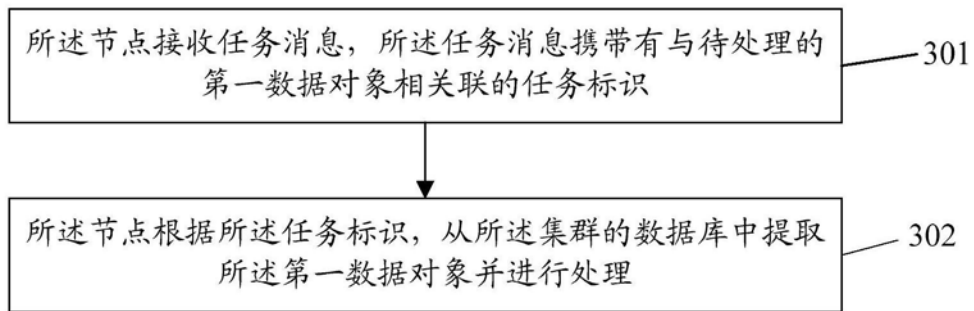 所述节点接收任务消息，所述任务消息携带有与待处理的
第一数据对象相关联的任务标识
301
所述节点根据所述任务标识，从所述集群的数据库中提取
所述第一数据对象并进行处理
302